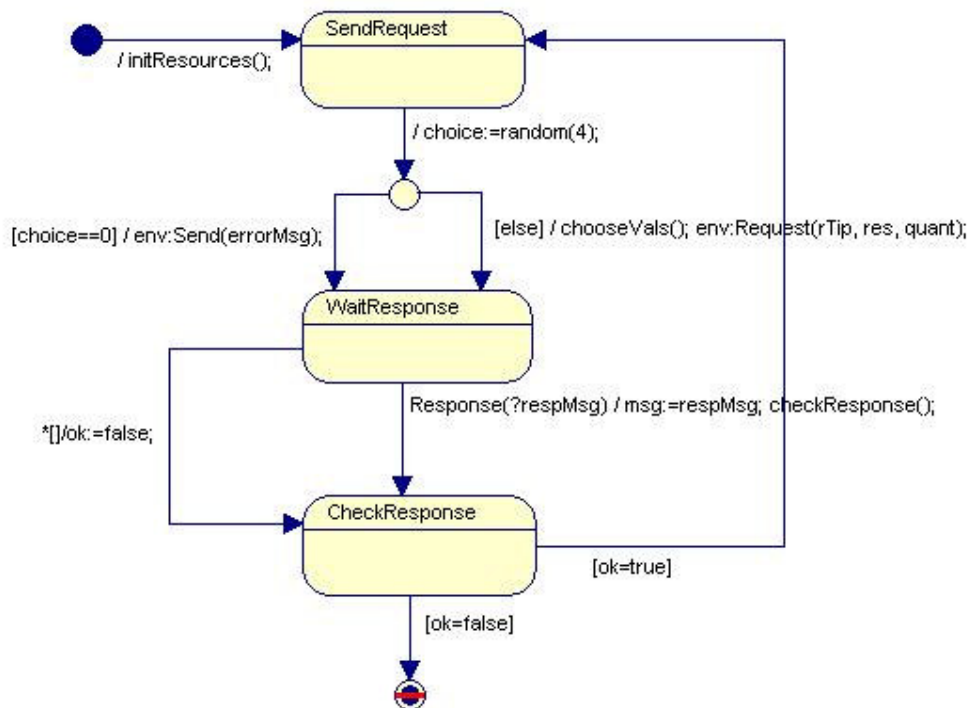 SendRequest
/ initResources();
/ choice:=random(4);
[choice==0] / env:Send(errorMsg);
[else] / chooseVals(); env:Request(rTip, res, quant);
WaitResponse
Response(?respMsg) / msg:=respMsg; checkResponse();
*[]/ok:=false;
CheckResponse
[ok=true]
[ok=false]